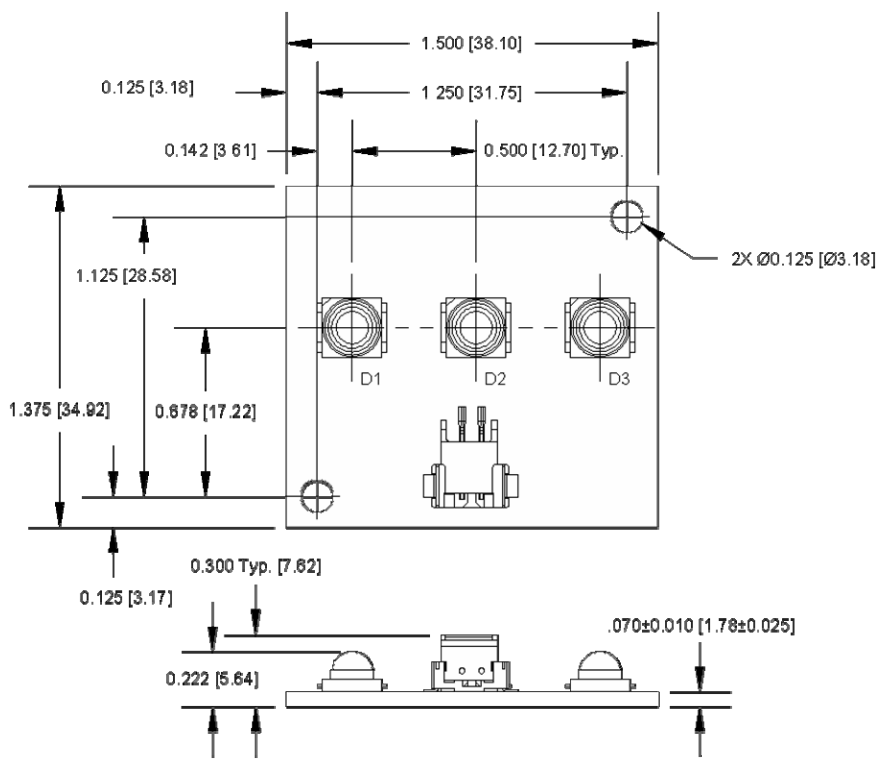 1.500 [38.10]
0.125 [3.18]
1 250 [31.75]
0.142 [3 61]
0.500 [12.70] Typ.
1.125 [28.58]
2X Ø0.125 [Ø3.18]
D1
D2
D3
1.375 [34.92]
0.678 [17.22]
0.300 Typ. [7.62]
0.125 [3.17]
.070±0.010 [1.78±0.025]
0.222 [5.64]